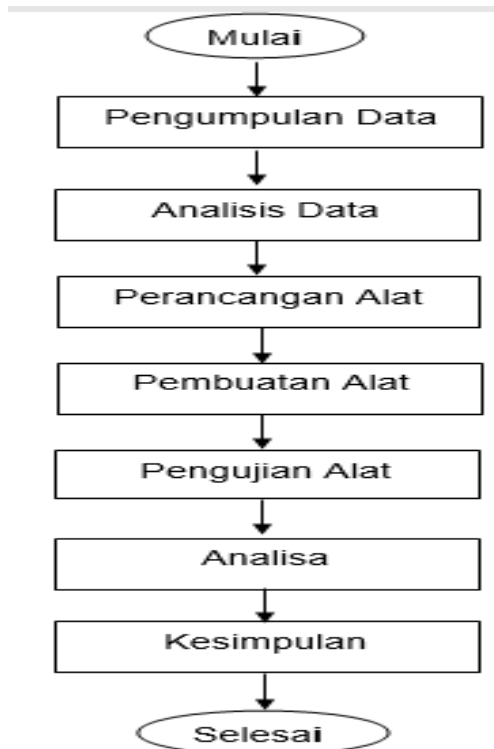 Mulai
Pengumpulan Data
Analisis Data
Perancangan Alat
Pembuatan Alat
Pengujian Alat
Analisa
Kesimpulan
Selesai